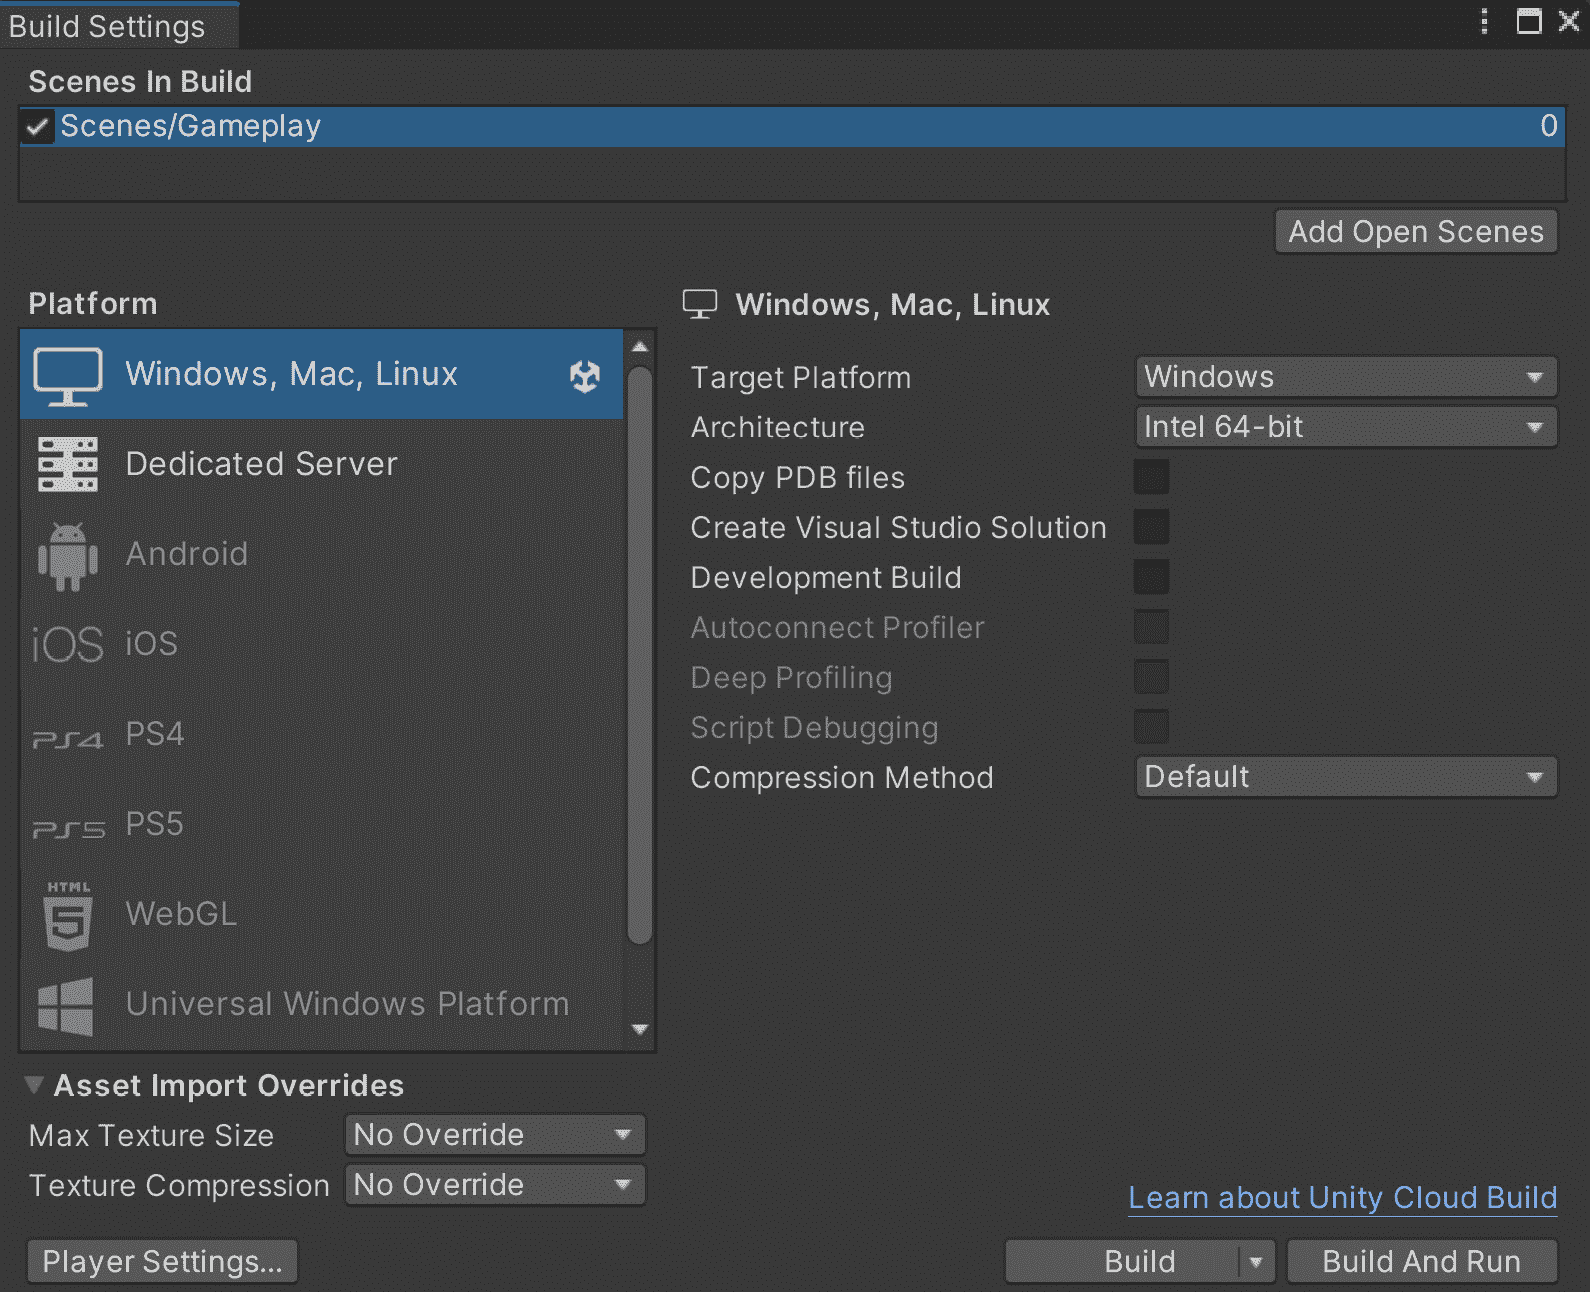 Build Settings
Scenes In Build
Scenes/Gameplay 0
Add Open Scenes
Platform
Windows, Mac, Linux
Dedicated Server
Android
iOS iOS
PS4 PS4
PS5 PS5
HTML
5 WebGL
Universal Windows Platform
Windows, Mac, Linux
Target Platform Windows
Architecture Intel 64-bit
Copy PDB files
Create Visual Studio Solution
Development Build
Autoconnect Profiler
Deep Profiling
Script Debugging
Compression Method Default
Asset Import Overrides
Max Texture Size No Override
Texture Compression No Override
Learn about Unity Cloud Build
Player Settings... Build Build And Run